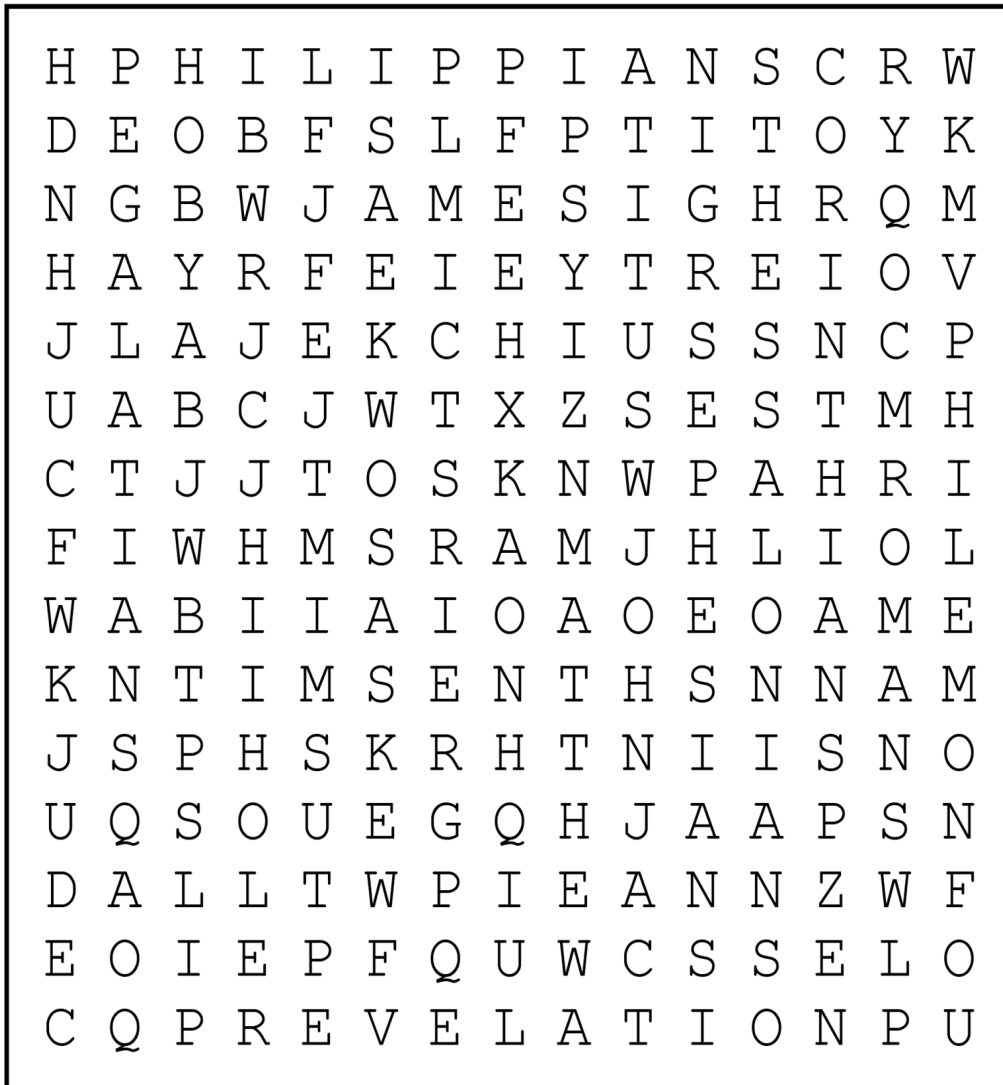 H P H I L I P P I A N S C R W
D E O B F S L F P T I T O Y K
N G B W J A M E S I G H R Q M
H A Y R F E I E Y T R E I O V
J L A J E K C H I U S S N C P
U A B C J W T X Z S E S T M H
C T J J T O S K N W P A H R I
F I W H M S R A M J H L I O L
W A B I I A I O A O E O A M E
K N T I M S E N T H S N N A M
J S P H S K R H T N I I S N O
U Q S O U E G Q H J A A P S N
D A L L T W P I E A N N Z W F
E O I E P F Q U W C S S E L O
C Q P R E V E L A T I O N P U